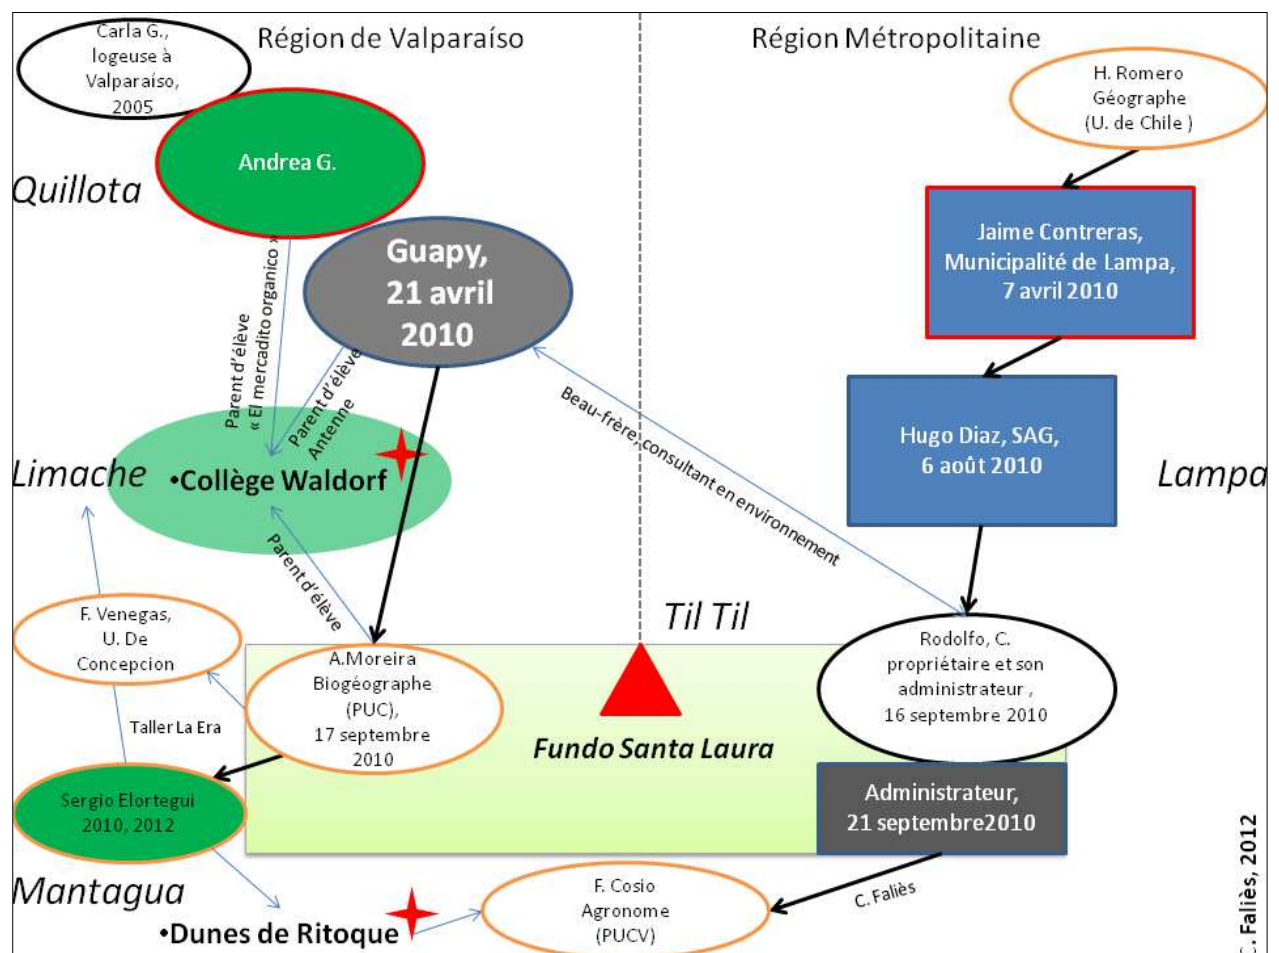 Carla G.,
logeuse à
Valparaíso,
2005
Région de Valparaíso
Région Métropolitaine
H. Romero
Géographe
(U. de Chile )
Andrea G.
Quillota
Jaime Contreras,
Municipalité de Lampa,
7 avril 2010
Guapy,
21 avril
2010
Parent d'élève
« El mercadito organico »
Parent d'élève
Antenne
Beau-frère, consultant en environnement
Hugo Diaz, SAG,
6 août 2010
Limache
•Collège Waldorf
Lampa
Parent d'élève
F. Venegas,
U. De
Concepcion
Til Til
A.Moreira
Biogéographe
(PUC),
17 septembre
2010
Rodolfo, C.
propriétaire et son
administrateur ,
16 septembre 2010
Taller La Era
Fundo Santa Laura
Sergio Elortegui
2010, 2012
Administrateur,
21 septembre2010
Mantagua
F. Cosio
Agronome
(PUCV)
C. Faliès
•Dunes de Ritoque
C. Faliès, 2012